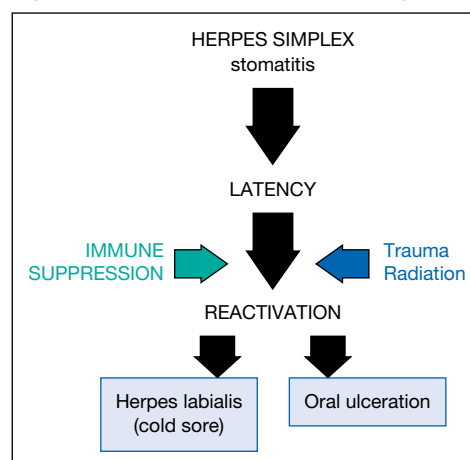 HERPES SIMPLEX
stomatitis
LATENCY
IMMUNE
SUPPRESSION
Trauma
Radiation
REACTIVATION
Herpes labialis
(cold sore)
Oral ulceration